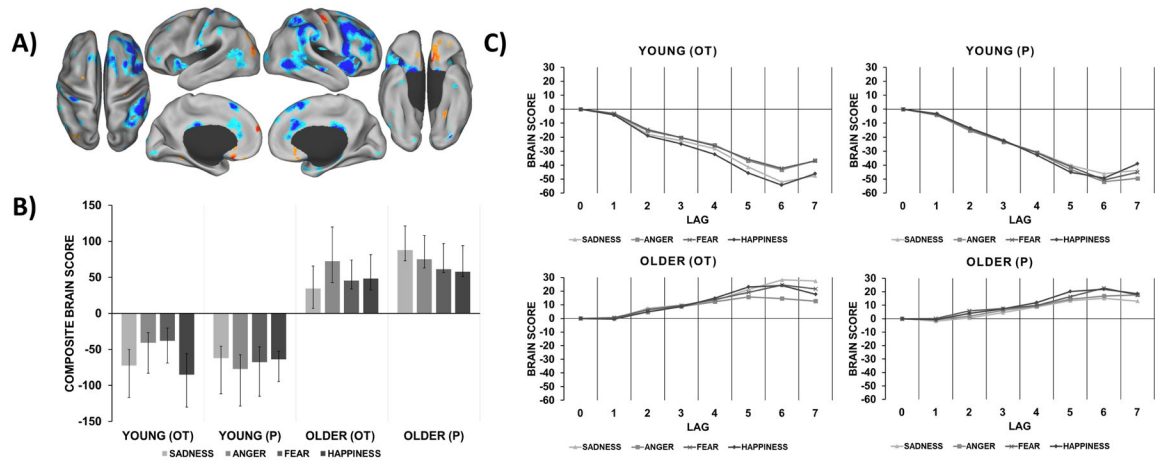 A)
B)
COMPOSITE BRAIN SCORE
150
100
50
0
-50
-100
-150
YOUNG (OT) YOUNG (P) OLDER (OT) OLDER (P)
SADNESS ANGER FEAR HAPPINESS
C)
YOUNG (OT)
BRAIN SCORE
30
20
10
0
-10
-20
-30
-40
-50
-60
0 1 2 3 4 5 6 7
LAG
SADNESS ANGER FEAR HAPPINESS
YOUNG (P)
BRAIN SCORE
30
20
10
0
-10
-20
-30
-40
-50
-60
0 1 2 3 4 5 6 7
LAG
SADNESS ANGER FEAR HAPPINESS
OLDER (OT)
BRAIN SCORE
30
20
10
0
-10
-20
-30
-40
-50
-60
0 1 2 3 4 5 6 7
LAG
SADNESS ANGER FEAR HAPPINESS
OLDER (P)
BRAIN SCORE
30
20
10
0
-10
-20
-30
-40
-50
-60
0 1 2 3 4 5 6 7
LAG
SADNESS ANGER FEAR HAPPINESS